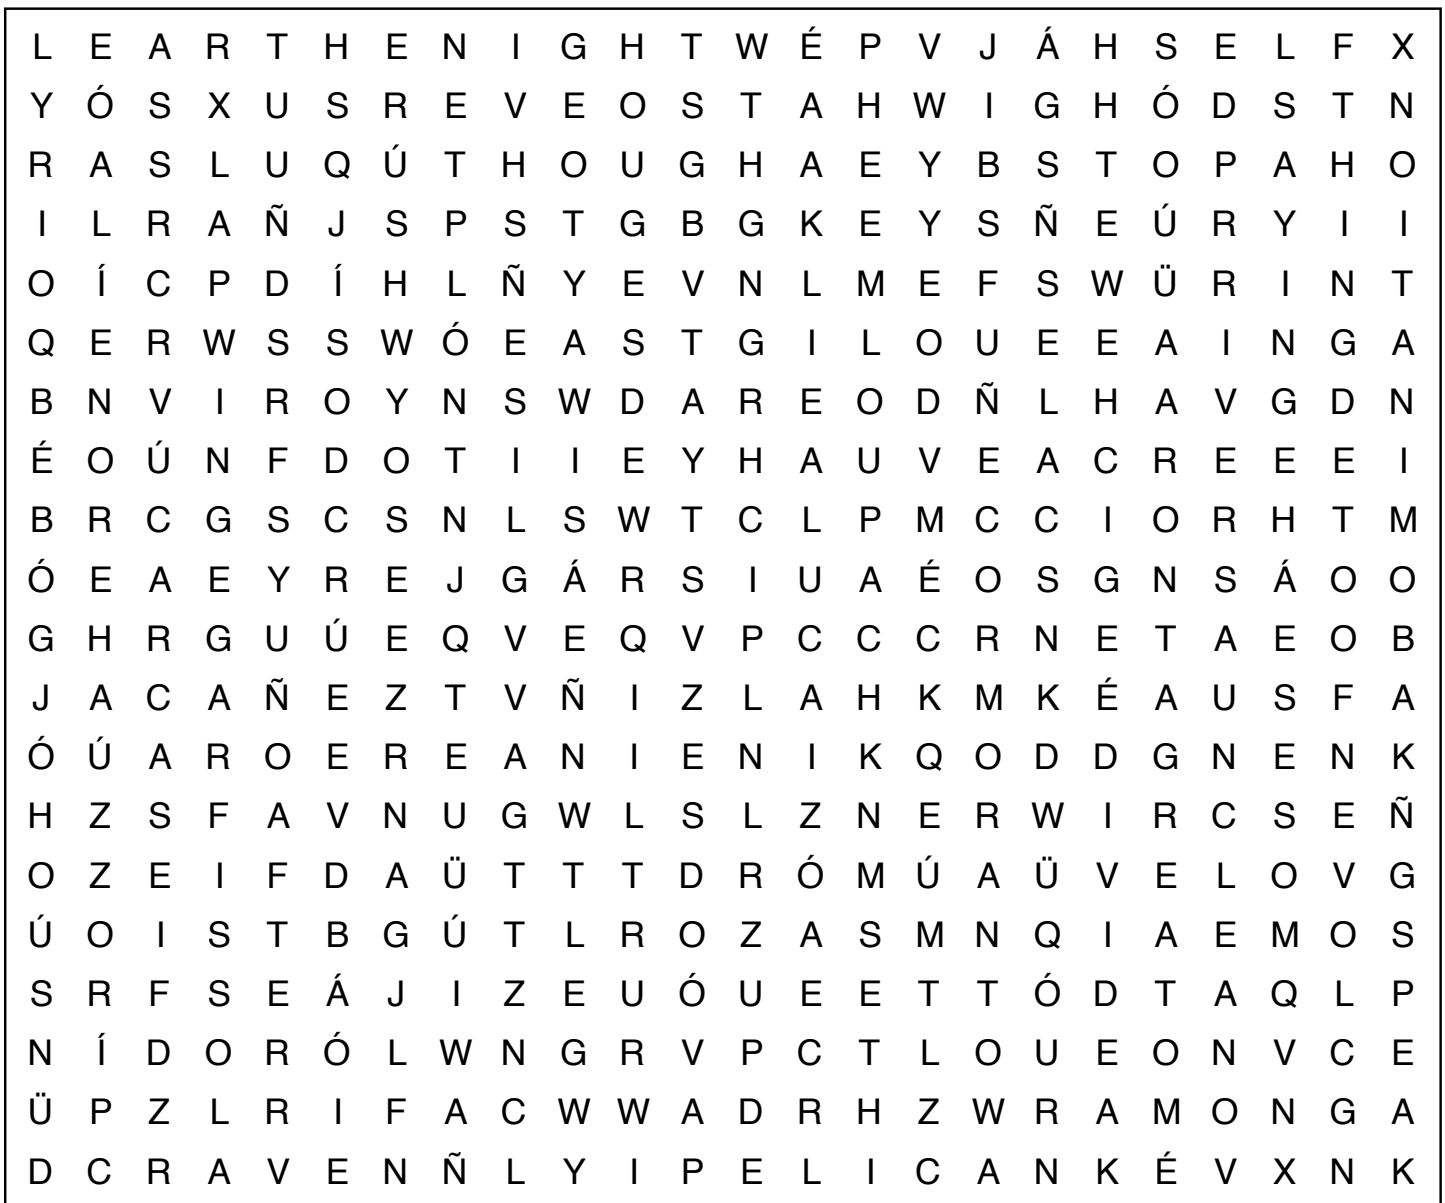 L E A R T H E N I G H T W É P V J Á H S E L F X
Y Ó S X U S R E V E O S T A H W I G H Ó D S T N
R A S L U Q Ú T H O U G H A E Y B S T O P A H O
I L R A Ñ J S P S T G B G K E Y S Ñ E Ú R Y I I
O Í C P D Í H L Ñ Y E V N L M E F S W Ü R I N T
Q E R W S S W Ó E A S T G I L O U E E A I N G A
B N V I R O Y N S W D A R E O D Ñ L H A V G D N
É O Ú N F D O T I I E Y H A U V E A C R E E E I
B R C G S C S N L S W T C L P M C C I O R H T M
Ó E A E Y R E J G Á R S I U A É O S G N S Á O O
G H R G U Ú E Q V E Q V P C C C R N E T A E O B
J A C A Ñ E Z T V Ñ I Z L A H K M K É A U S F A
Ó Ú A R O E R E A N I E N I K Q O D D G N E N K
H Z S F A V N U G W L S L Z N E R W I R C S E Ñ
O Z E I F D A Ü T T T D R Ó M Ú A Ü V E L O V G
Ú O I S T B G Ú T L R O Z A S M N Q I A E M O S
S R F S E Á J I Z E U Ó U E E T T Ó D T A Q L P
N Í D O R Ó L W N G R V P C T L O U E O N V C E
Ü P Z L R I F A C W W A D R H Z W R A M O N G A
D C R A V E N Ñ L Y I P E L I C A N K É V X N K